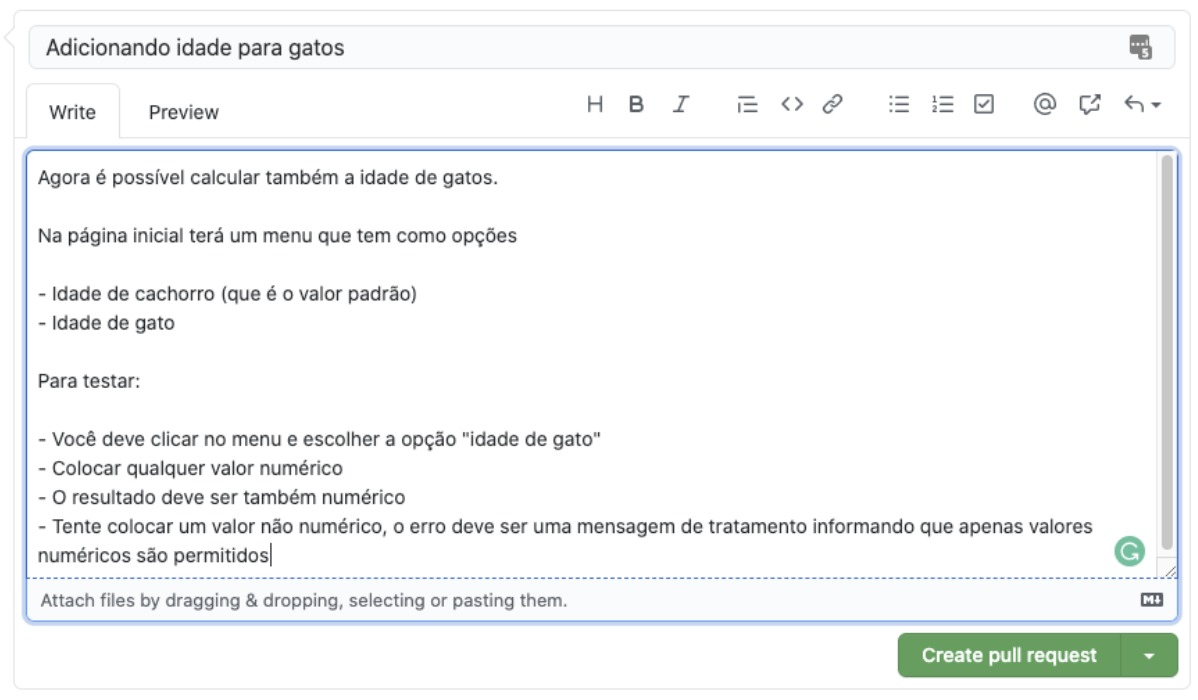 Adicionando idade para gatos
Write Preview
Agora é possível calcular também a idade de gatos.
Na página inicial terá um menu que tem como opções
- Idade de cachorro (que é o valor padrão)
- Idade de gato
Para testar:
- Você deve clicar no menu e escolher a opção "idade de gato"
- Colocar qualquer valor numérico
- O resultado deve ser também numérico
- Tente colocar um valor não numérico, o erro deve ser uma mensagem de tratamento informando que apenas valores
numéricos são permitidos
Attach files by dragging & dropping, selecting or pasting them.
Create pull request